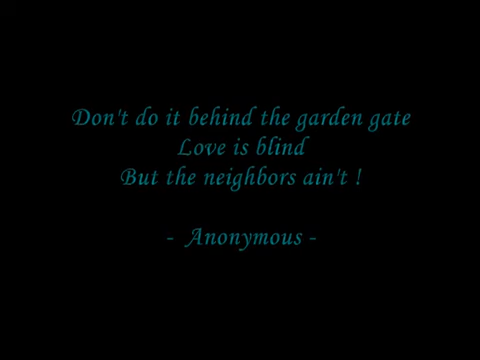 Don't do it behind the garden gate
Love is blind
But the neighbors ain't !
- Anonymous -